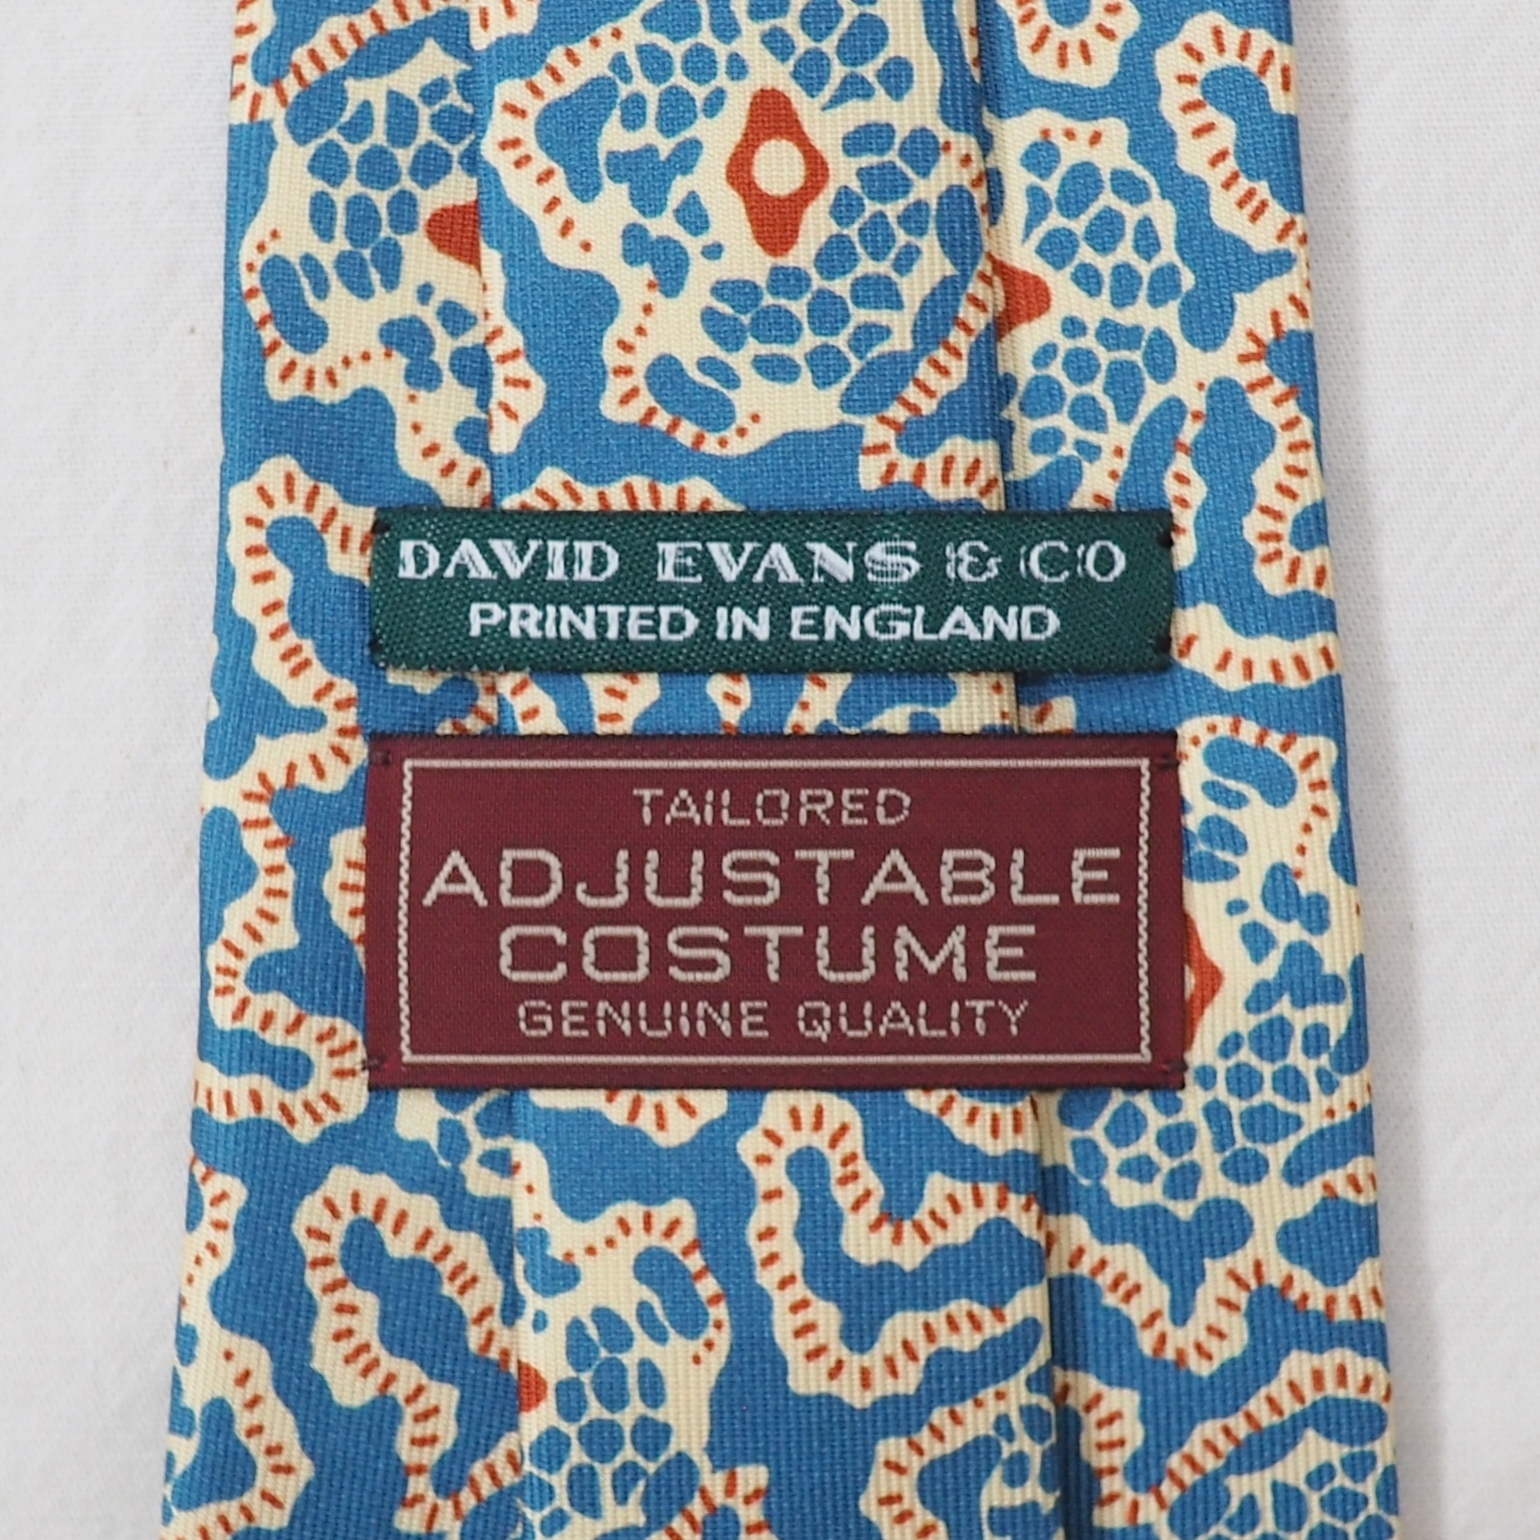 DAVID EVANS & CO
PRINTED IN ENGLAND
TAILORED
ADJUSTABLE
COSTUME
GENUINE QUALITY